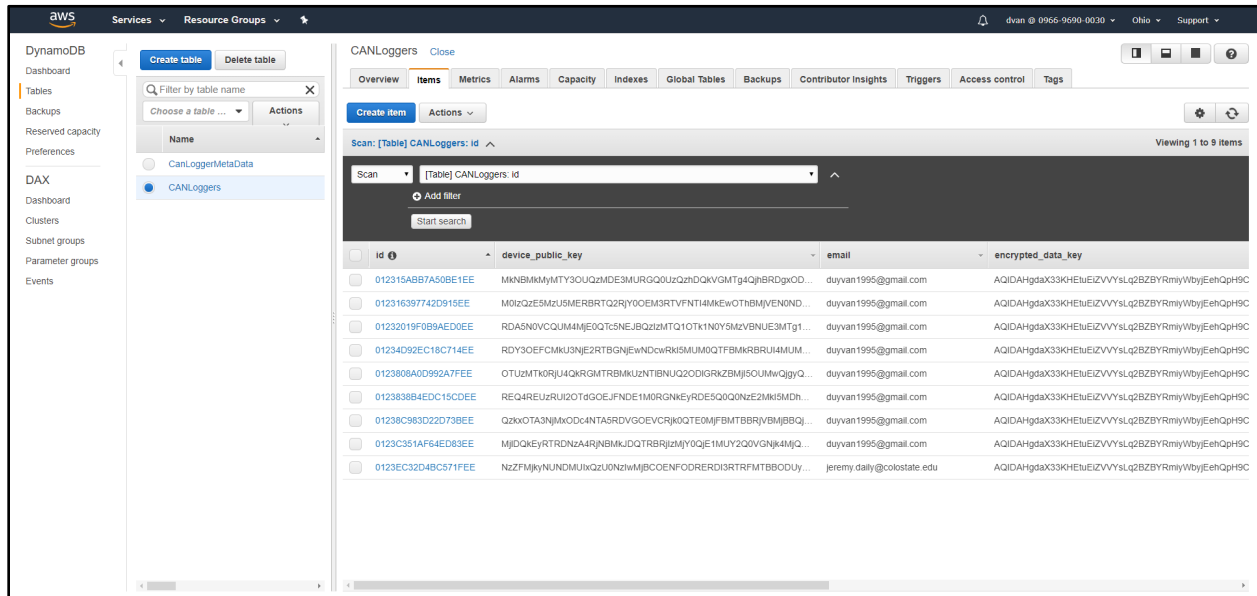 aws Services Resource Groups dvan @ 0966-9690-0030 Ohio Support
DynamoDB
Dashboard
Tables
Backups
Reserved capacity
Preferences
DAX
Dashboard
Clusters
Subnet groups
Parameter groups
Events
Create table Delete table
Filter by table name X
Choose a table ... Actions
Name
CanLoggerMetaData
CANLoggers
CANLoggers Close
Overview Items Metrics Alarms Capacity Indexes Global Tables Backups Contributor Insights Triggers Access control Tags
Create item Actions
Scan: [Table] CANLoggers: id Viewing 1 to 9 items
Scan [Table] CANLoggers: id
Add filter
Start search
id device_public_key email encrypted_data_key
012315ABB7A50BE1EE duyvan1995@gmail.com
012316397742D915EE duyvan1995@gmail.com
01232019F0B9AED0EE duyvan1995@gmail.com
01234D92EC18C714EE duyvan1995@gmail.com
0123808A0D992A7FEE duyvan1995@gmail.com
0123838B4EDC15CDEE duyvan1995@gmail.com
01238C983D22D73BEE duyvan1995@gmail.com
0123C351AF64ED83EE duyvan1995@gmail.com
0123EC32D4BC571FEE jeremy.daily@colostate.edu